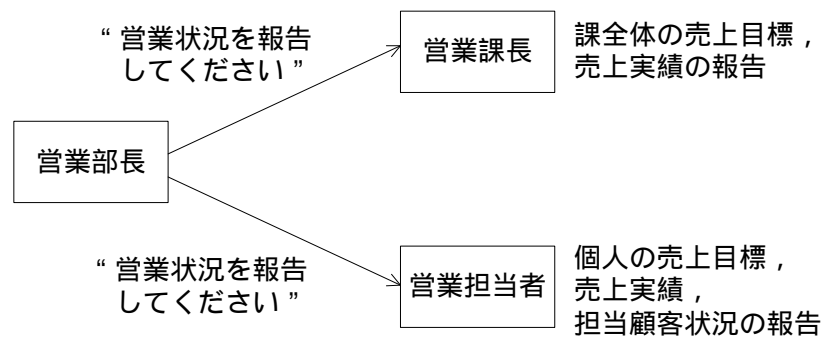 “ 営業状況を報告
してください ”
営業課長
課全体の売上目標，
売上実績の報告
営業部長
“ 営業状況を報告
してください ”
営業担当者
個人の売上目標，
売上実績，
担当顧客状況の報告